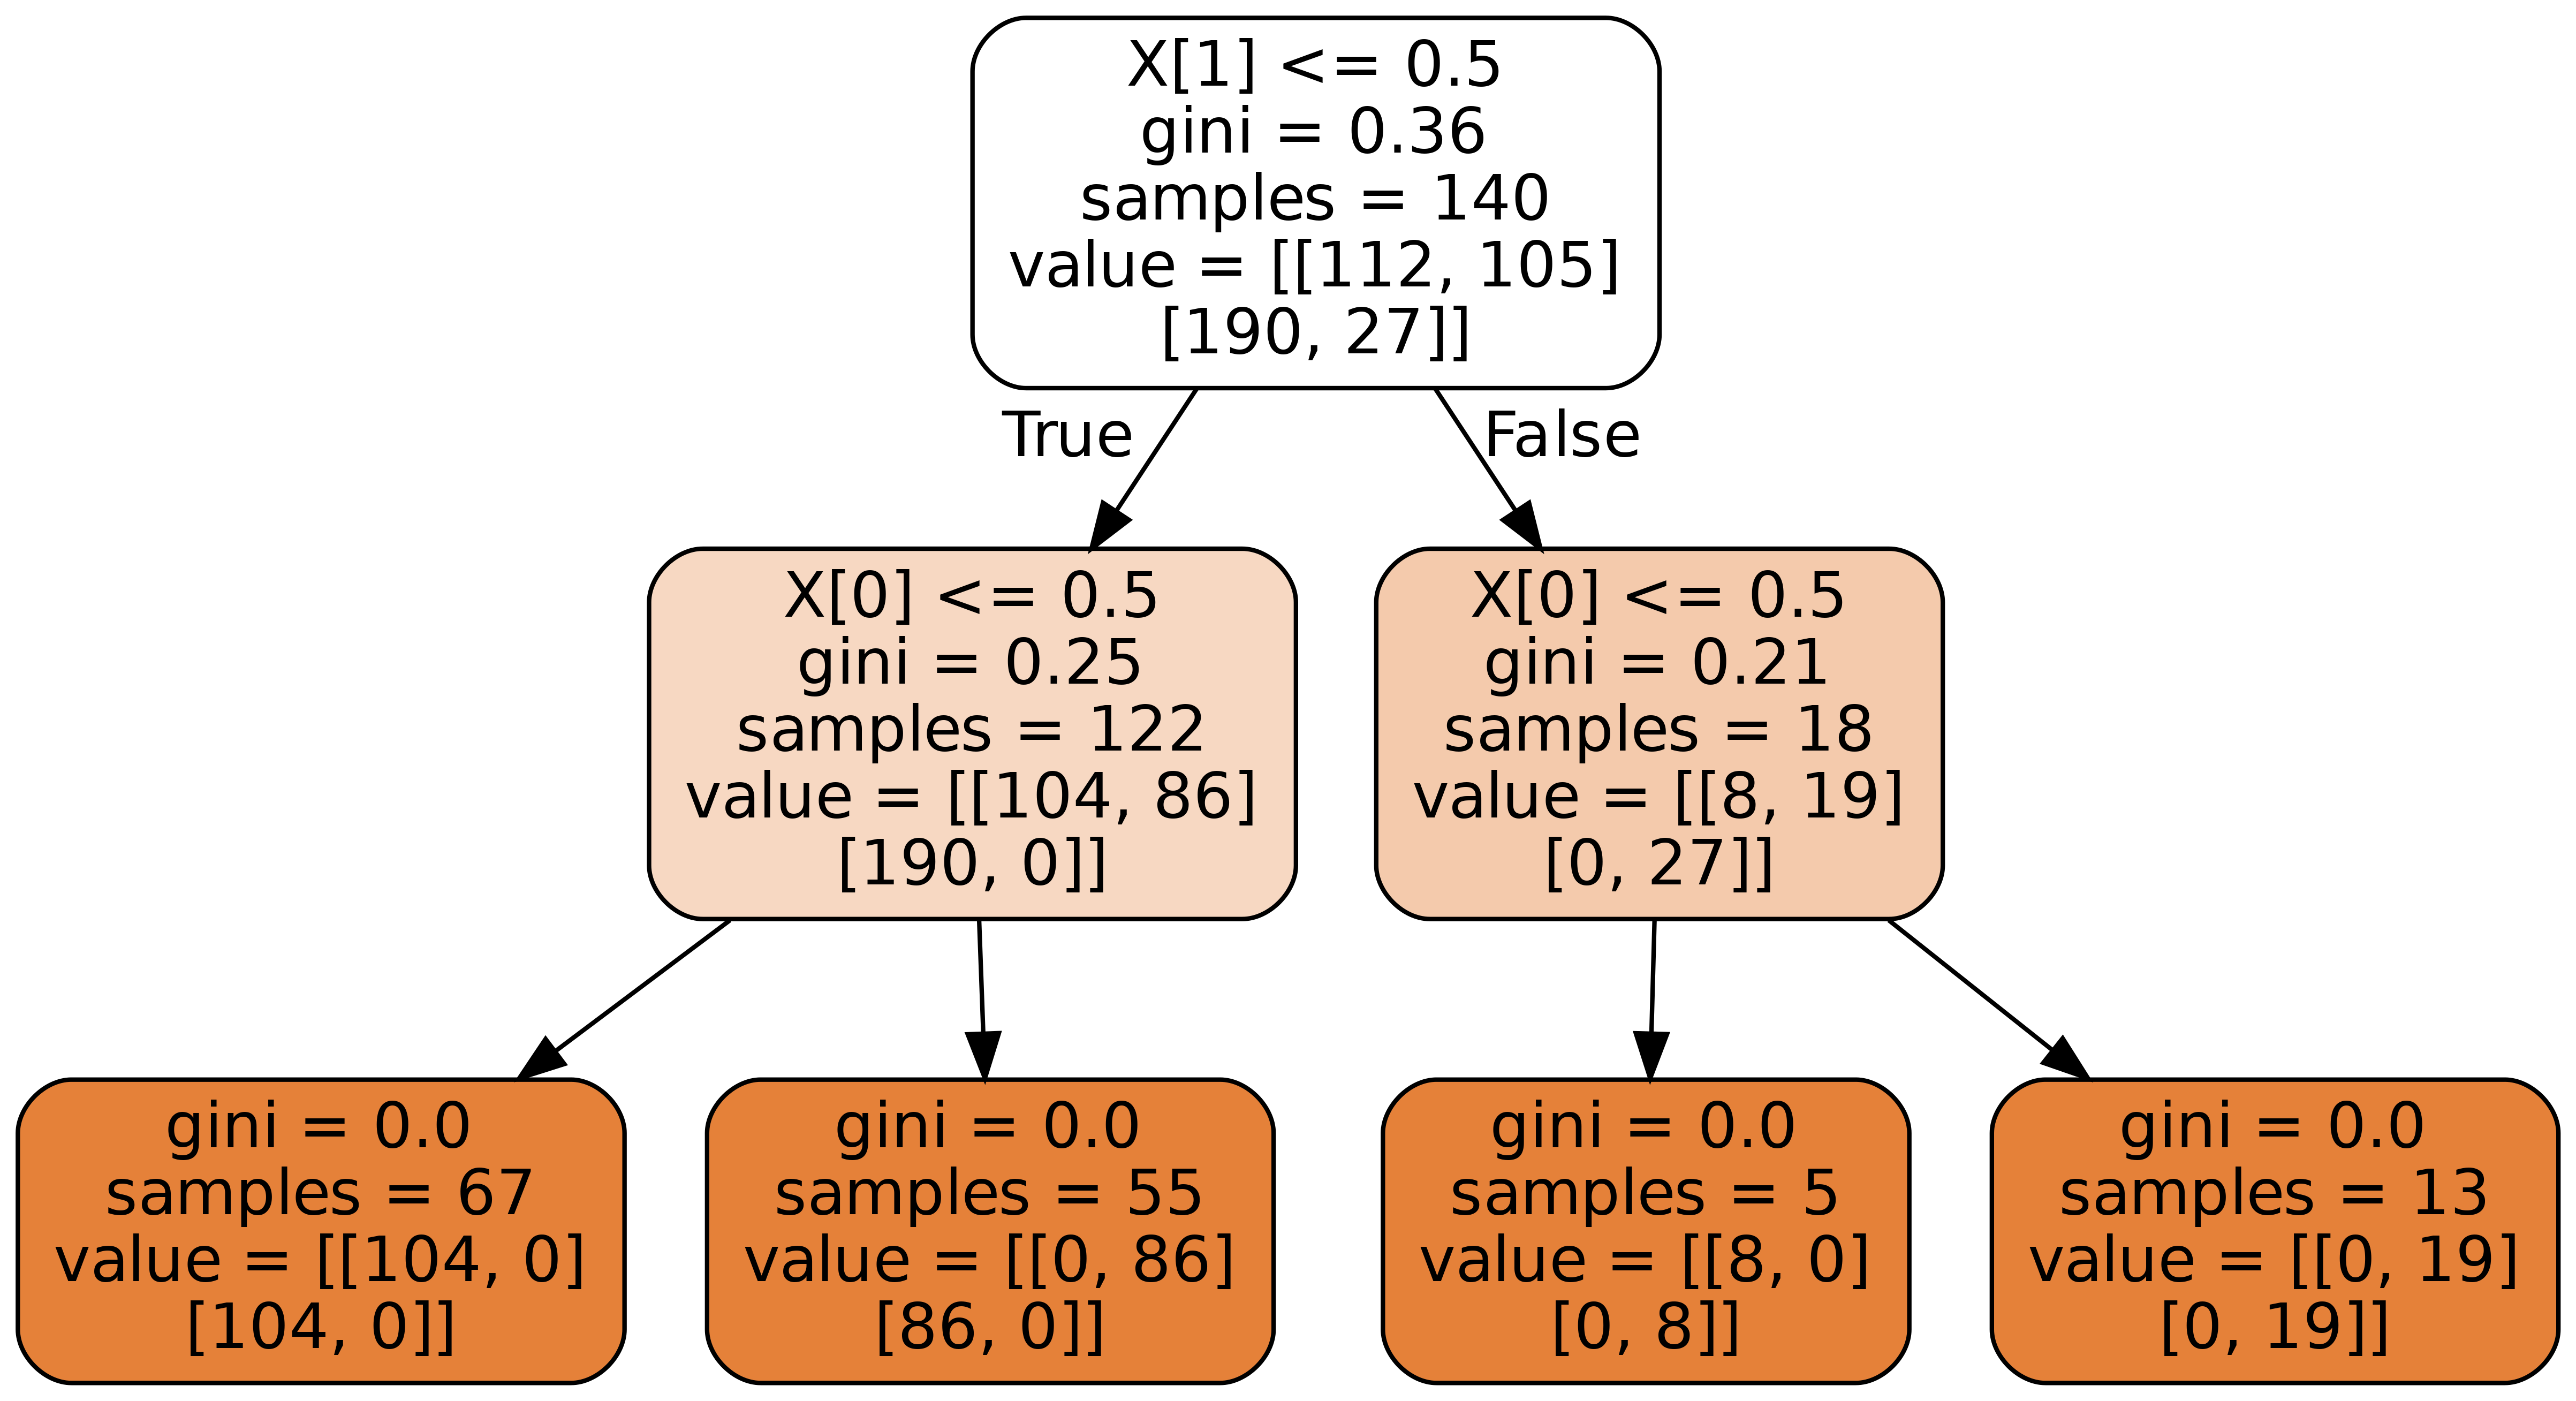 X[1] <= 0.5
gini = 0.36
samples = 140
value = [[112, 105]
[190, 27]]
True
False
X[0] <= 0.5
gini = 0.25
samples = 122
value = [[104, 86]
[190, 0]]
X[0] <= 0.5
gini = 0.21
samples = 18
value = [[8, 19]
[0, 27]]
gini = 0.0
samples = 67
value = [[104, 0]
[104, 0]]
gini = 0.0
samples = 55
value = [[0, 86]
[86, 0]]
gini = 0.0
samples = 5
value = [[8, 0]
[0, 8]]
gini = 0.0
samples = 13
value = [[0, 19]
[0, 19]]